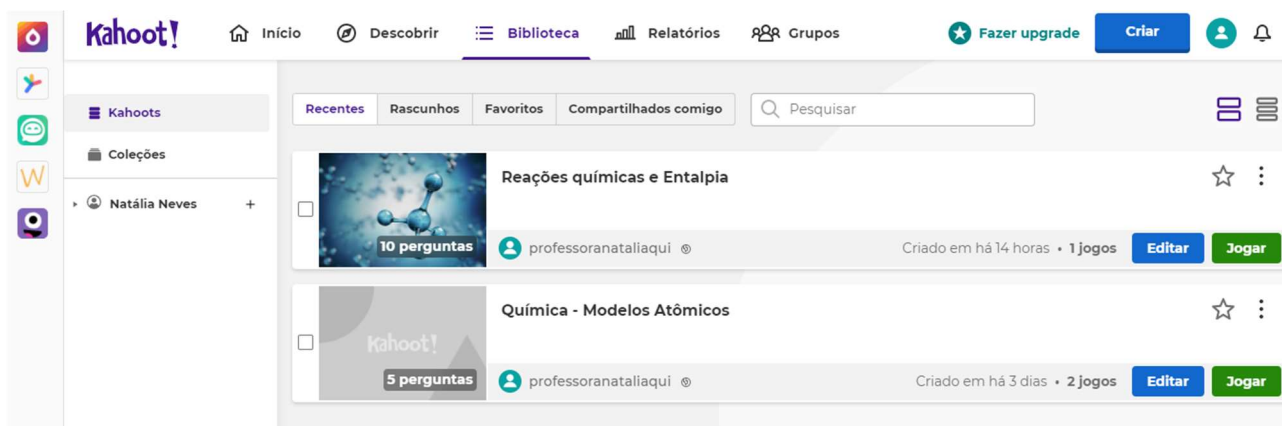 Kahoot! Início Descobrir Biblioteca Relatórios Grupos Fazer upgrade Criar
Kahoots
Coleções
Natália Neves +
Recentes Rascunhos Favoritos Compartilhados comigo Pesquisar
Reações químicas e Entalpia
10 perguntas professoranataliaqui Criado em há 14 horas • 1 jogos Editar Jogar
Química - Modelos Atômicos
Kahoot!
5 perguntas professoranataliaqui Criado em há 3 dias • 2 jogos Editar Jogar